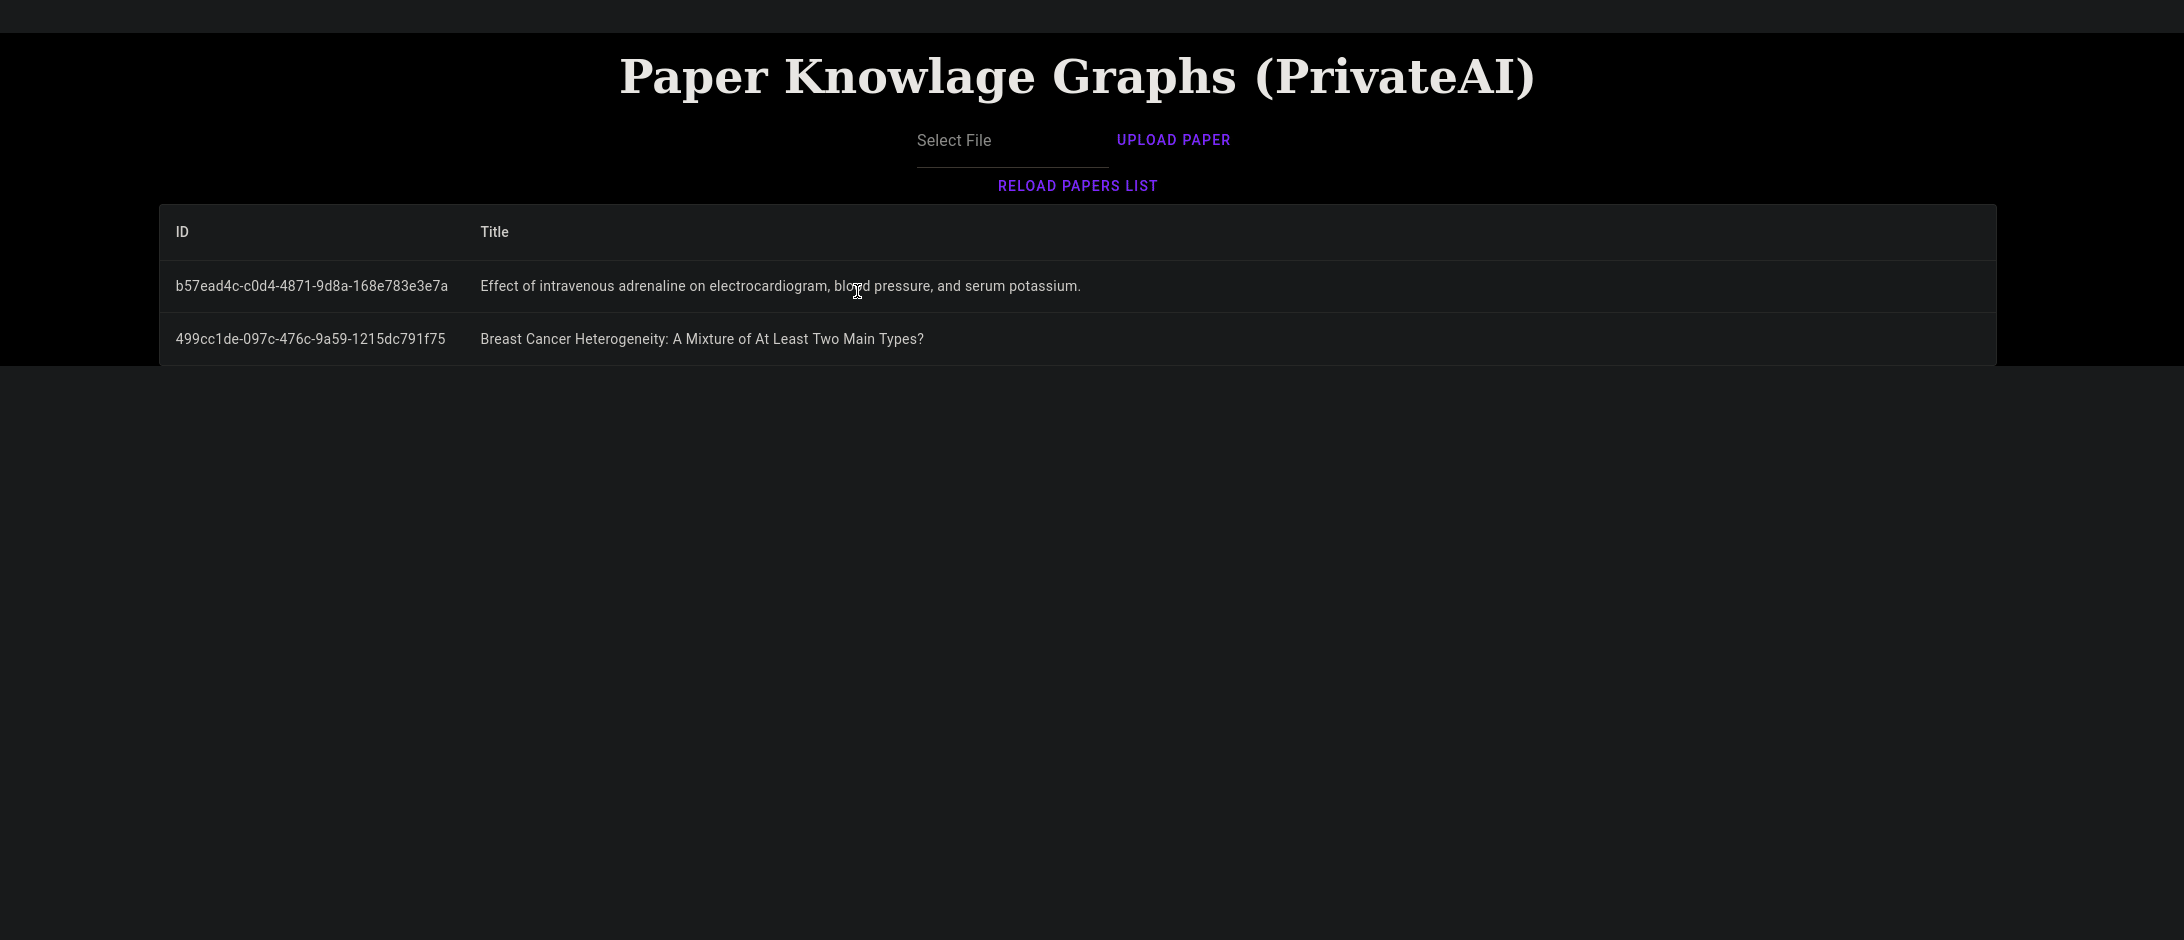 Paper Knowlage Graphs (PrivateAI)
Select File
UPLOAD PAPER
RELOAD PAPERS LIST
ID Title
b57ead4c-c0d4-4871-9d8a-168e783e3e7a Effect of intravenous adrenaline on electrocardiogram, blood pressure, and serum potassium.
499cc1de-097c-476c-9a59-1215dc791f75 Breast Cancer Heterogeneity: A Mixture of At Least Two Main Types?